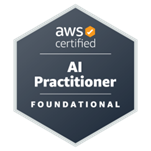 aws
certified
AI
Practitioner
FOUNDATIONAL